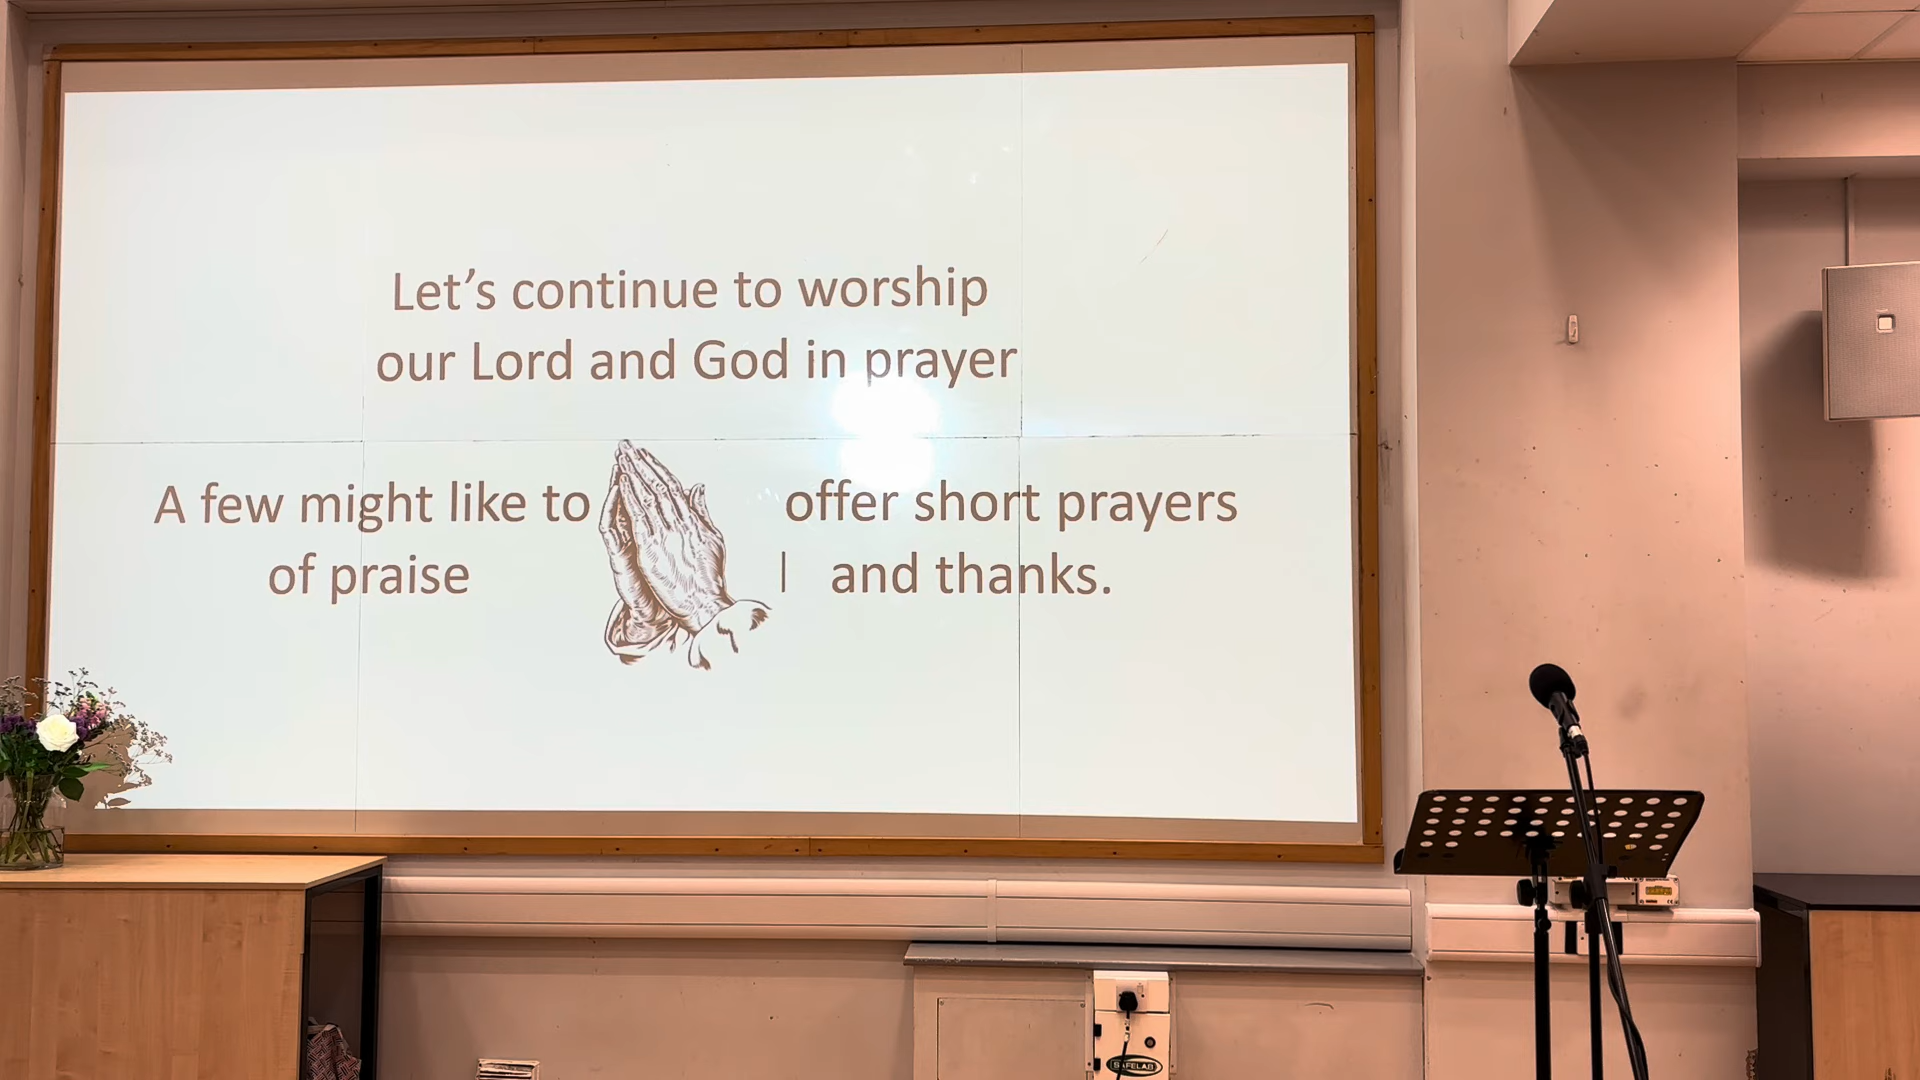 Let’s continue to worship
our Lord and God in prayer
A few might like to offer short prayers
of praise | and thanks.
SAFELAB